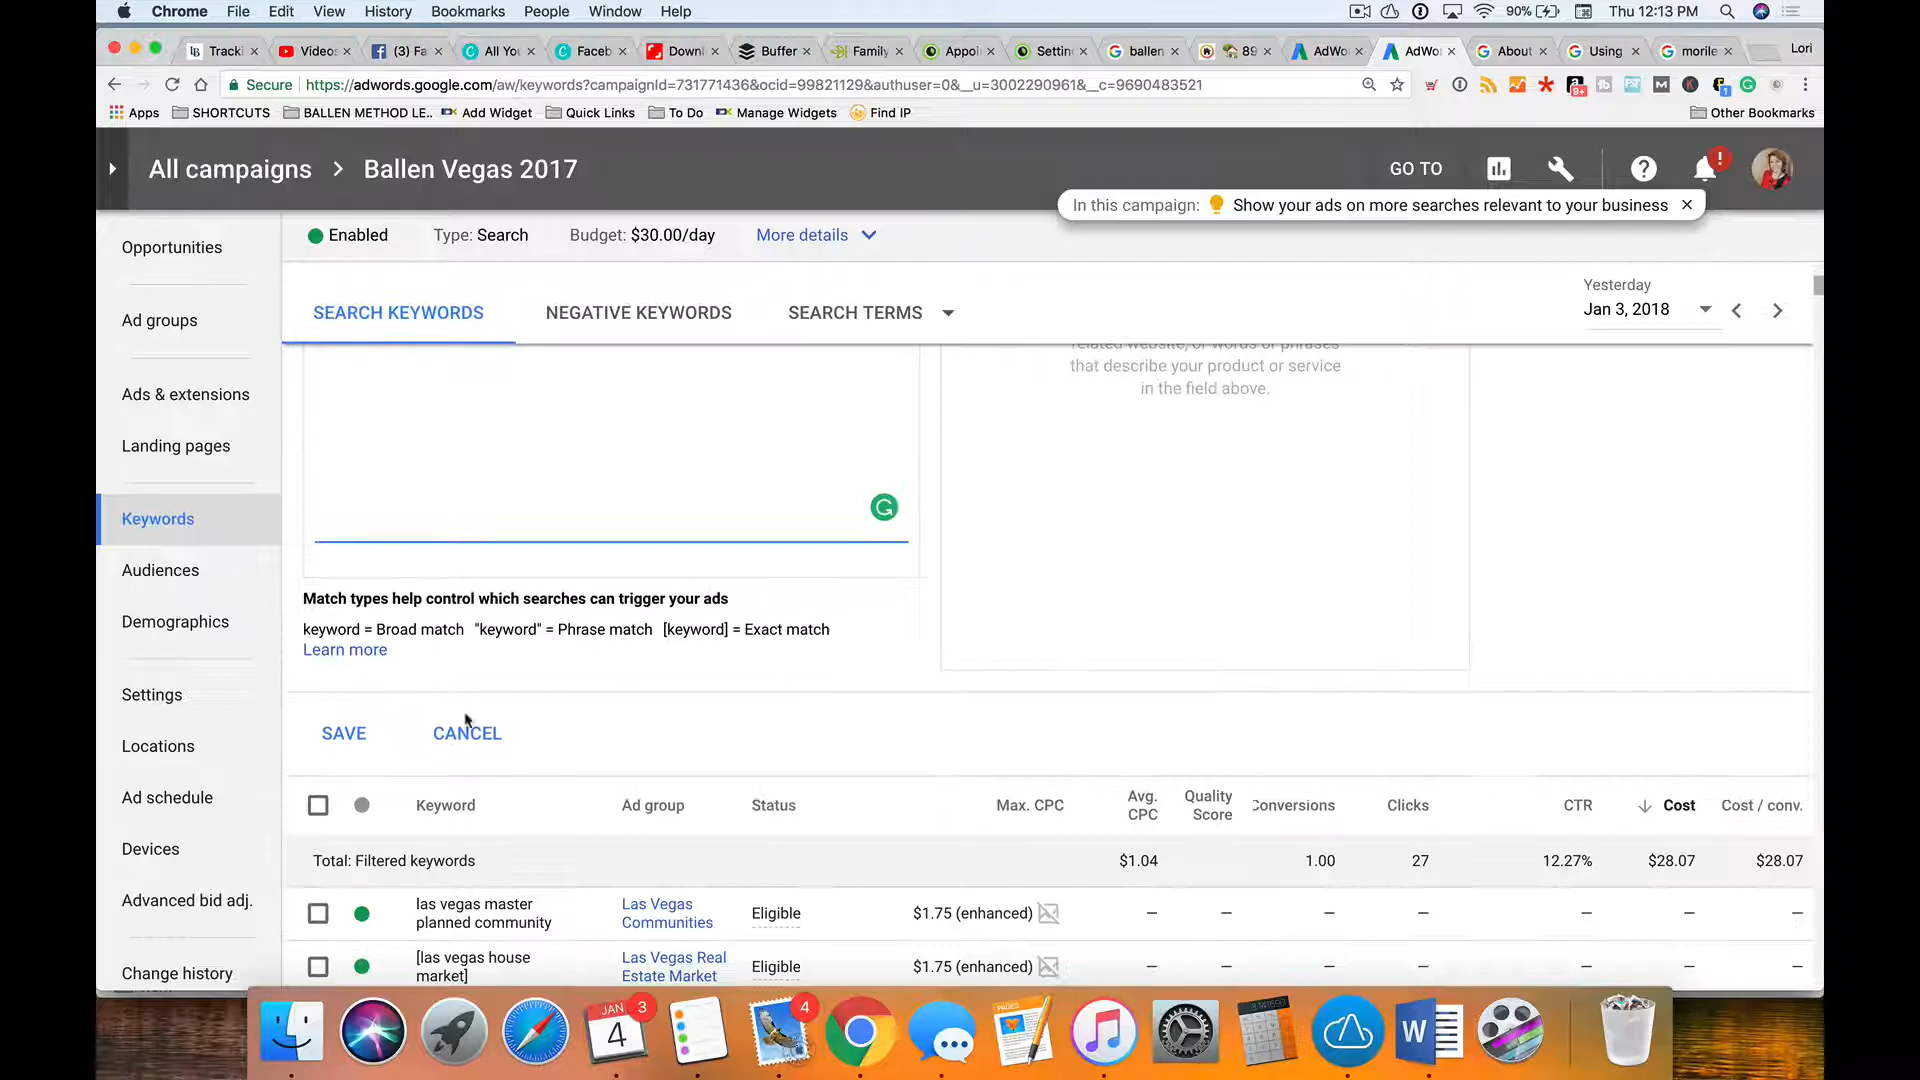 Chrome File Edit View History Bookmarks People Window Help 90% Thu 12:13 PM
Tracki Videos (3) Fa All You Faceb Downl Buffer Family Appoi Settin ballen 89 AdWo AdWo About Using morile Lori
Secure https://adwords.google.com/aw/keywords?campaignId=731771436&ocid=99821129&authuser=0&__u=3002290961&__c=9690483521
Apps SHORTCUTS BALLEN METHOD LE.. Add Widget Quick Links To Do Manage Widgets Find IP Other Bookmarks
All campaigns > Ballen Vegas 2017 GO TO
In this campaign: Show your ads on more searches relevant to your business
Enabled Type: Search Budget: $30.00/day More details
Opportunities
Ad groups
Ads & extensions
Landing pages
Keywords
Audiences
Demographics
Settings
Locations
Ad schedule
Devices
Advanced bid adj.
Change history
SEARCH KEYWORDS NEGATIVE KEYWORDS SEARCH TERMS
Yesterday
Jan 3, 2018
related website, or words or phrases
that describe your product or service
in the field above.
Match types help control which searches can trigger your ads
keyword = Broad match "keyword" = Phrase match [keyword] = Exact match
Learn more
SAVE CANCEL
Keyword Ad group Status Max. CPC Avg. CPC Quality Score Conversions Clicks CTR Cost Cost / conv.
Total: Filtered keywords $1.04 1.00 27 12.27% $28.07 $28.07
las vegas master planned community Las Vegas Communities Eligible $1.75 (enhanced) – – – – – – –
[las vegas house market] Las Vegas Real Estate Market Eligible $1.75 (enhanced) – – – – – – –
JAN 4 3 4 PAGES W